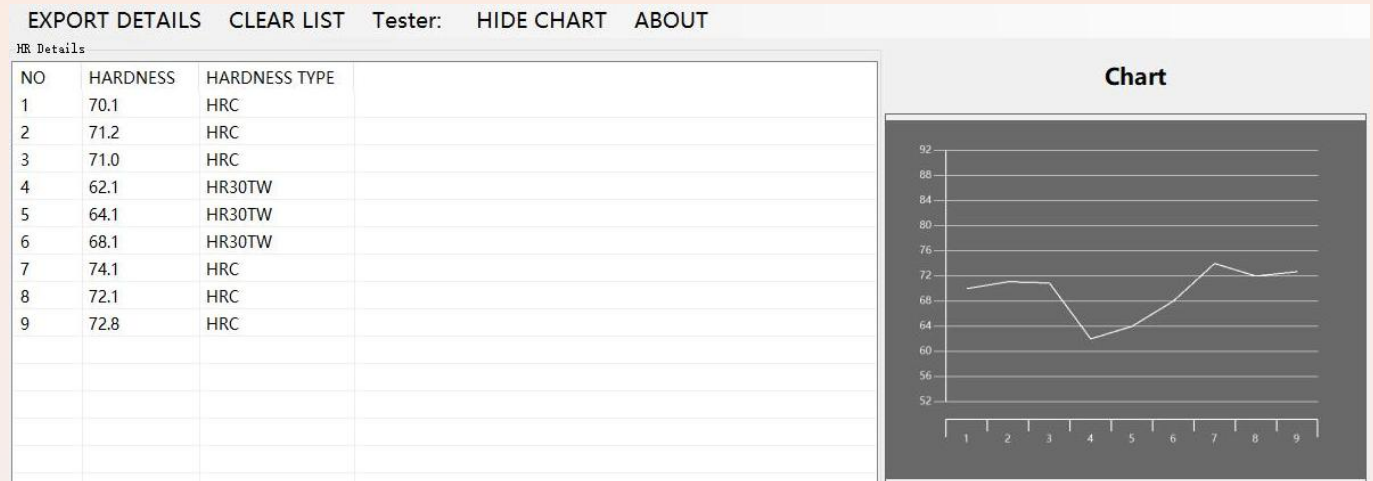 EXPORT DETAILS CLEAR LIST Tester: HIDE CHART ABOUT
HR Details
NO HARDNESS HARDNESS TYPE
1 70.1 HRC
2 71.2 HRC
3 71.0 HRC
4 62.1 HR30TW
5 64.1 HR30TW
6 68.1 HR30TW
7 74.1 HRC
8 72.1 HRC
9 72.8 HRC
Chart
92
88
84
80
76
72
68
64
60
56
52
1 2 3 4 5 6 7 8 9